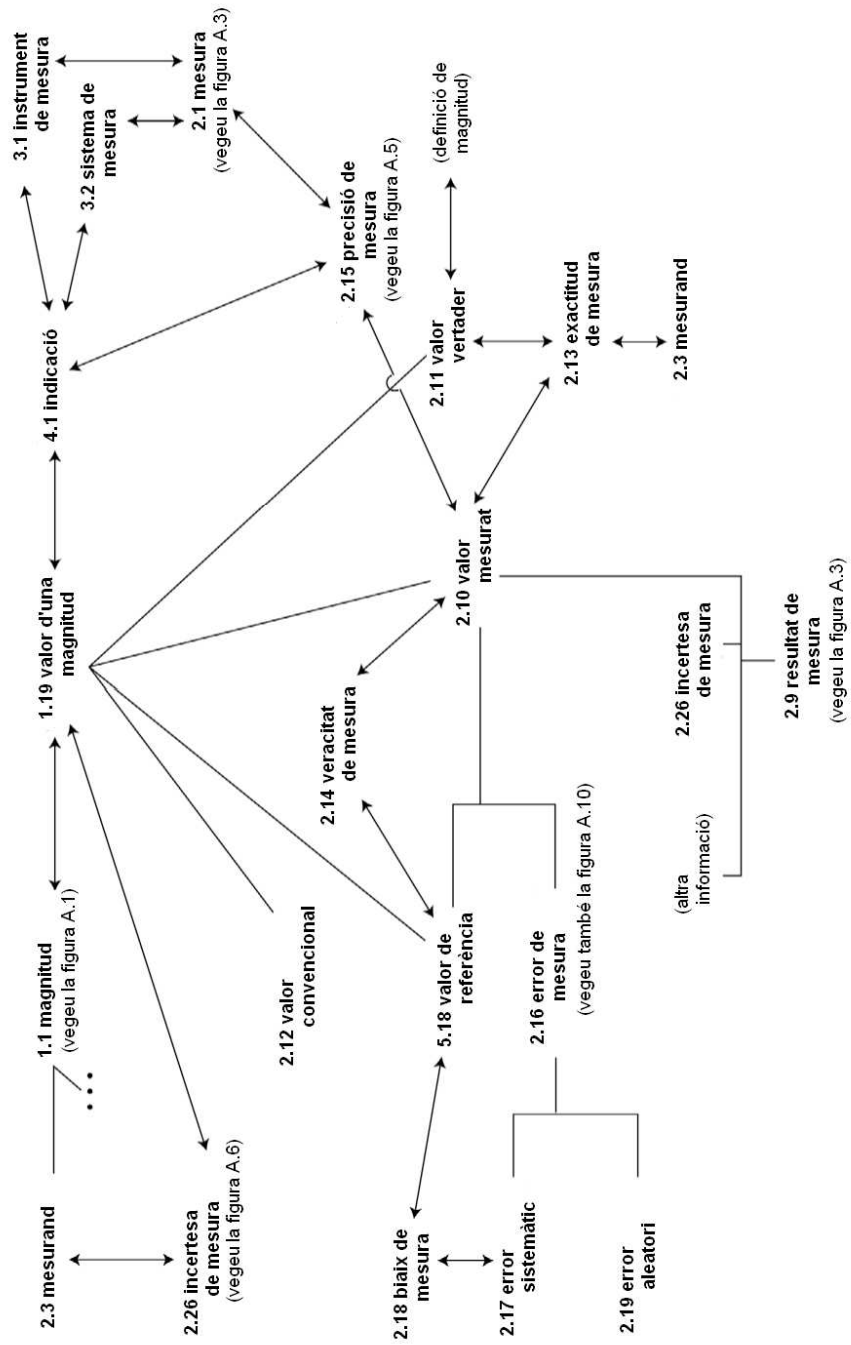 2.3 mesurand
1.1 magnitud
(vegeu la figura A.1)
1.19 valor d'una
magnitud
4.1 indicació
3.1 instrument
de mesura
3.2 sistema de
mesura
2.1 mesura
(vegeu la figura A.3)
2.26 incertesa
de mesura
(vegeu la figura A.6)
2.12 valor
convencional
2.14 veracitat
de mesura
2.15 precisió de
mesura
(vegeu la figura A.5)
2.18 biaix de
mesura
5.18 valor de
referència
2.10 valor
mesurat
2.11 valor
vertader
(definició de
magnitud)
2.17 error
sistemàtic
2.16 error de
mesura
(vegeu també la figura A.10)
2.13 exactitud
de mesura
2.19 error
aleatori
2.3 mesurand
(altra
informació)
2.26 incertesa
de mesura
2.9 resultat de
mesura
(vegeu la figura A.3)